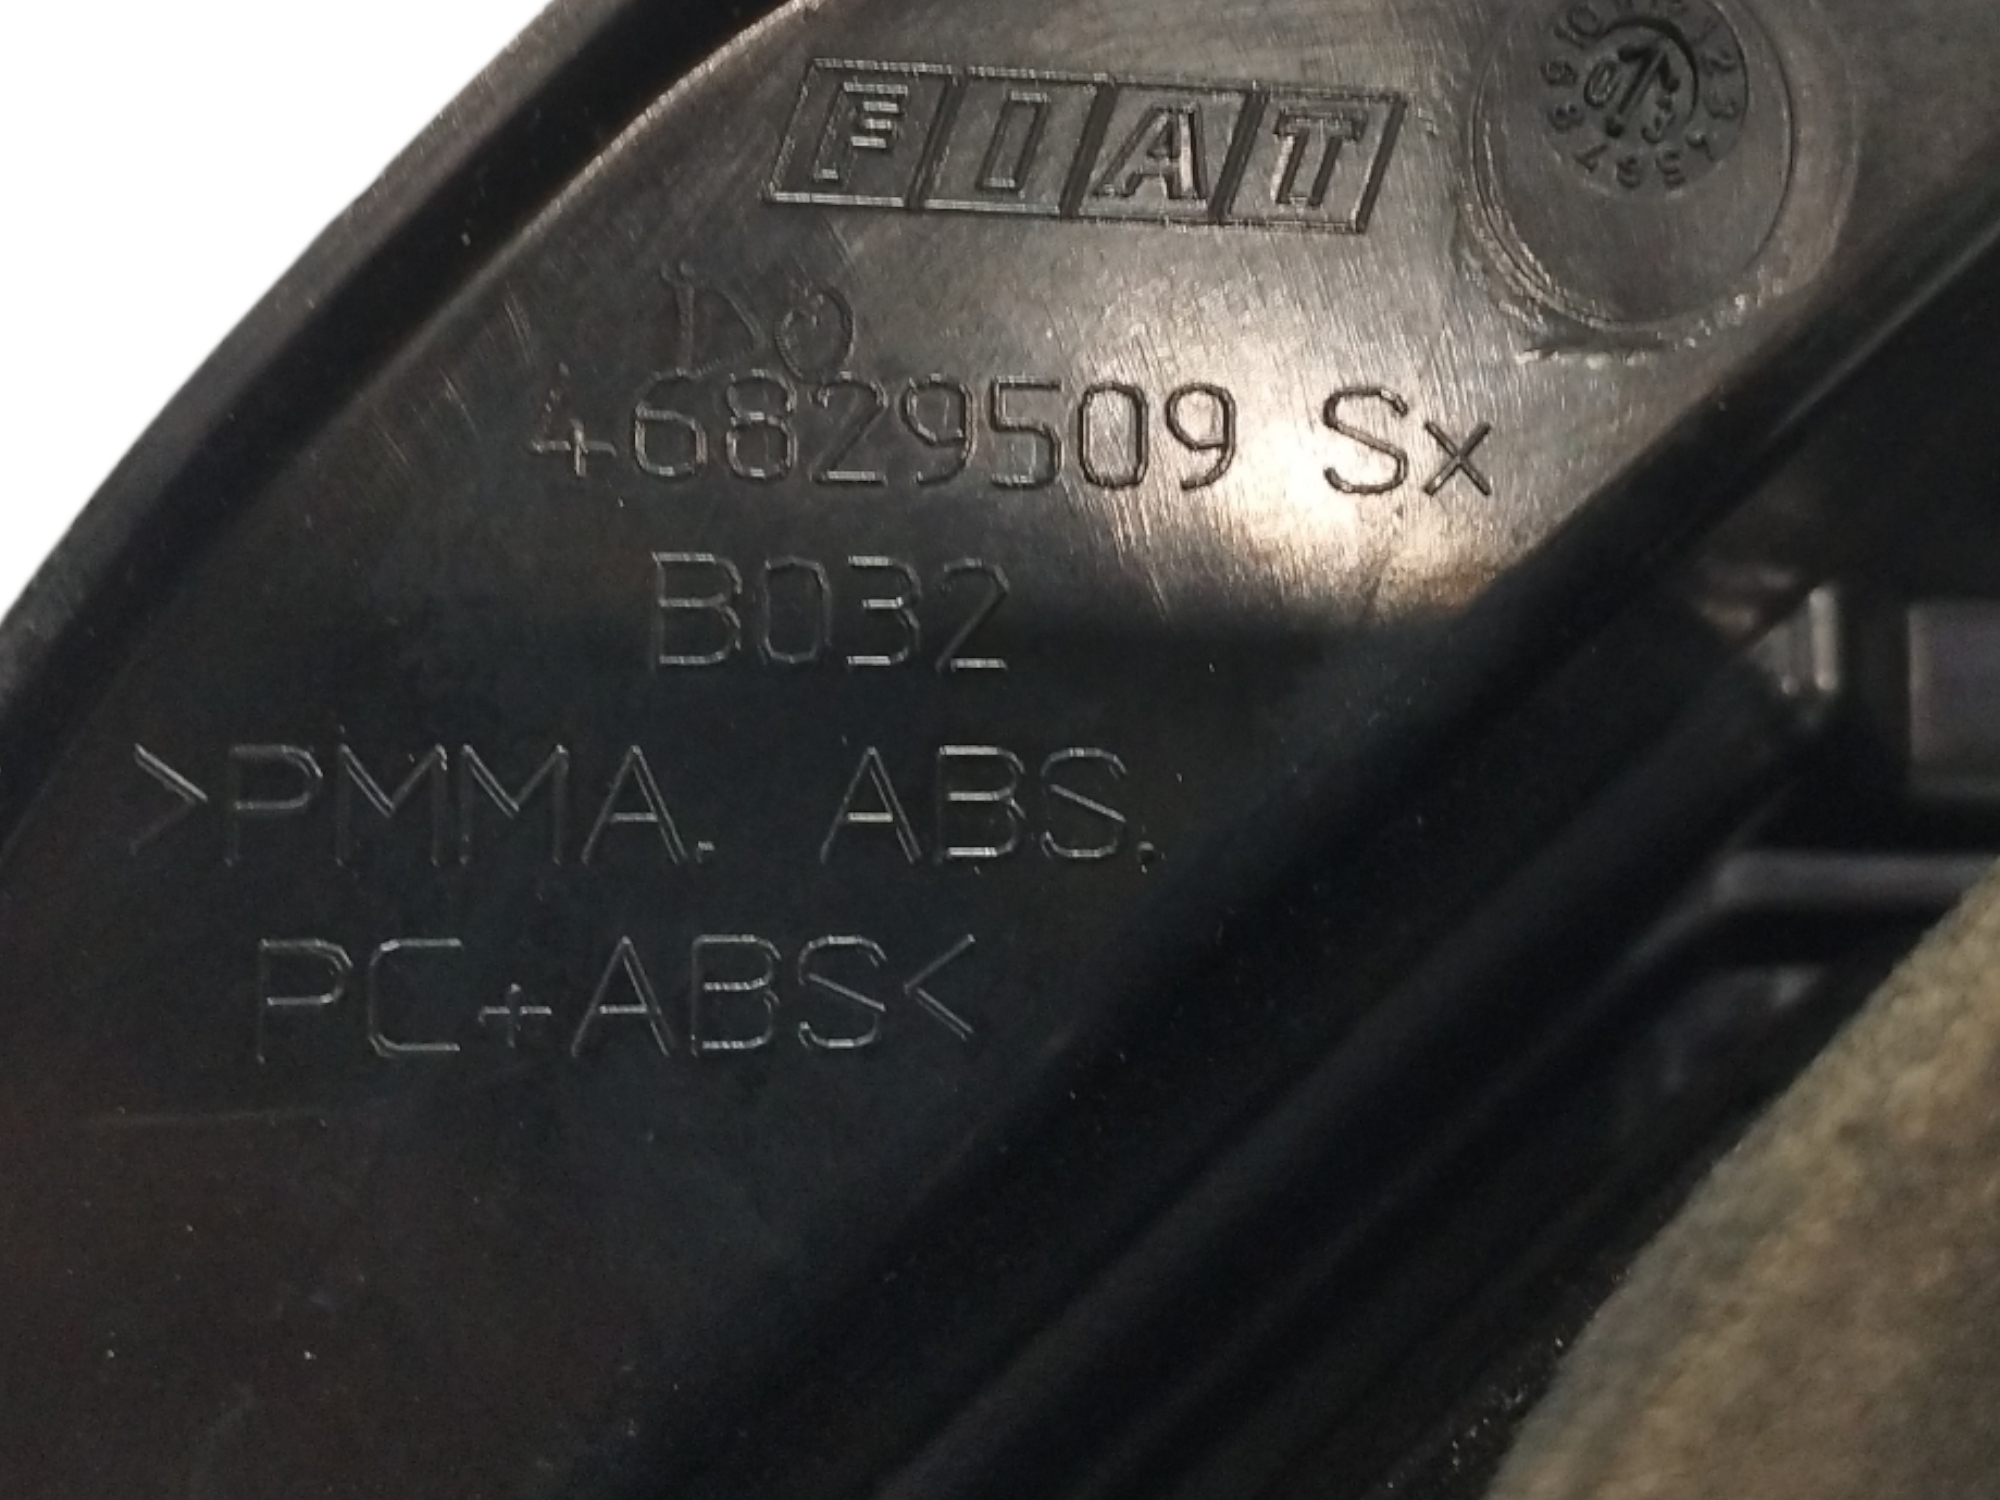 FIAT
46829509 Sx
B032
>PMMA. ABS.
PC+ABS<